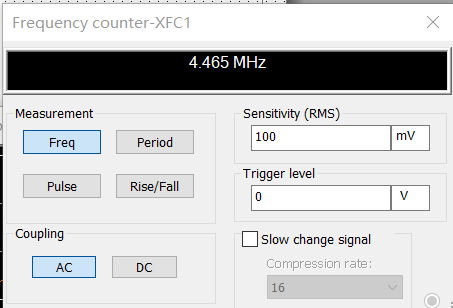 Frequency counter-XFC1
4.465 MHz
Measurement
Freq
Period
Pulse
Rise/Fall
Coupling
AC
DC
Sensitivity (RMS)
100
mV
Trigger level
0
V
Slow change signal
Compression rate:
16